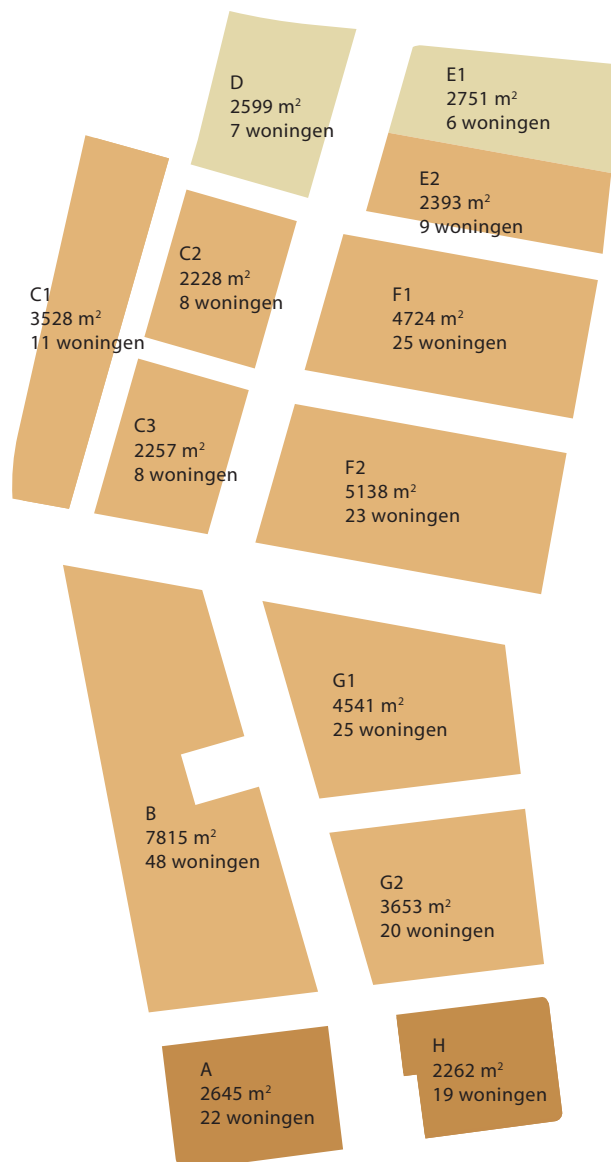 D
2599 m²
7 woningen
E1
2751 m²
6 woningen
E2
2393 m²
9 woningen
C2
2228 m²
8 woningen
C1
3528 m²
11 woningen
F1
4724 m²
25 woningen
C3
2257 m²
8 woningen
F2
5138 m²
23 woningen
G1
4541 m²
25 woningen
B
7815 m²
48 woningen
G2
3653 m²
20 woningen
A
2645 m²
22 woningen
H
2262 m²
19 woningen